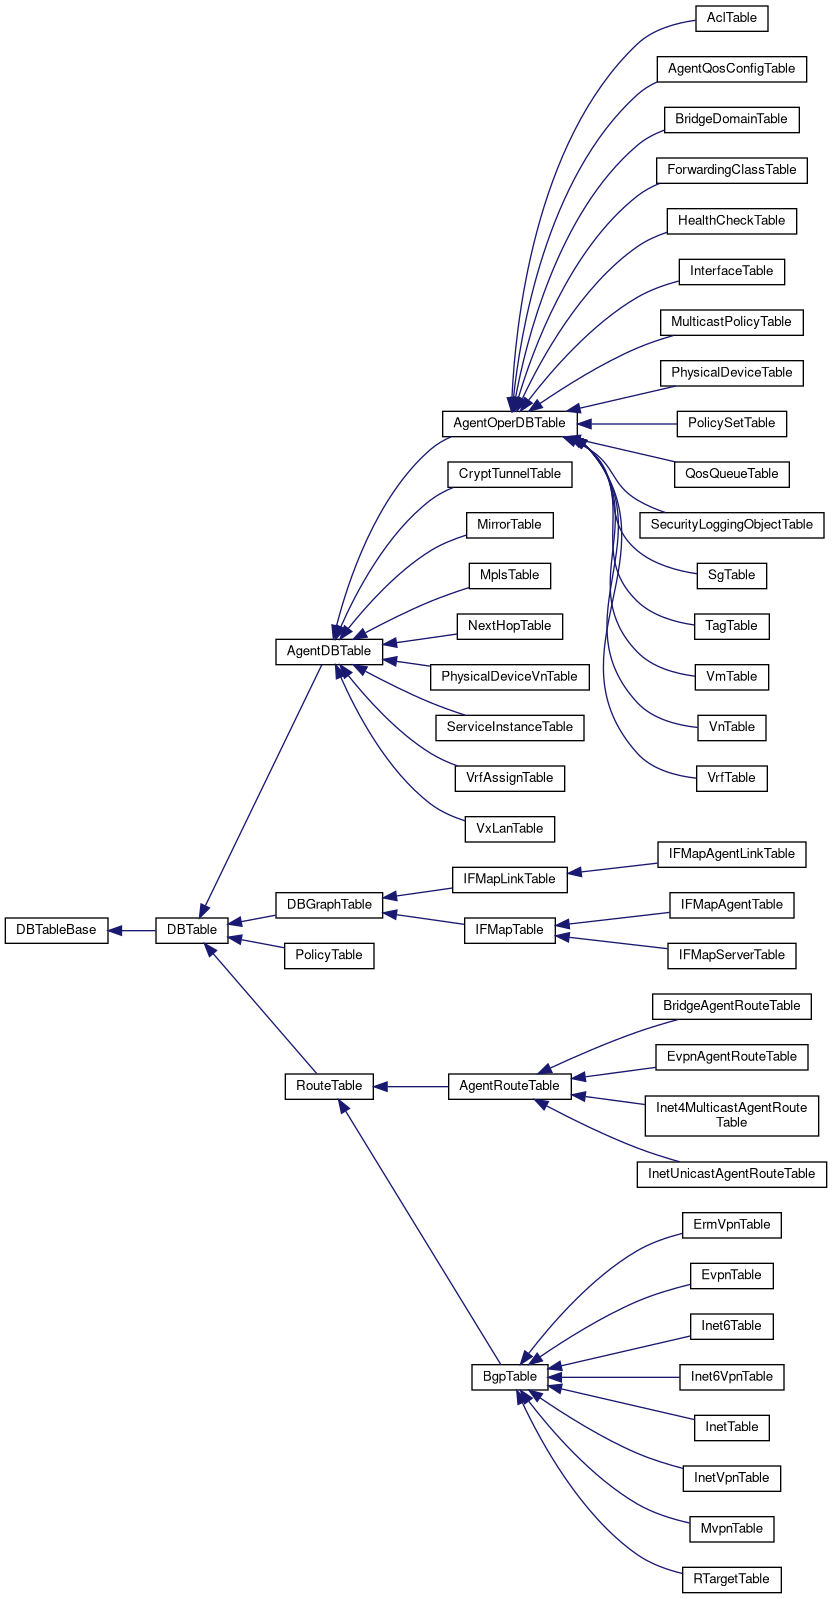 AclTable
AgentQosConfigTable
BridgeDomainTable
ForwardingClassTable
HealthCheckTable
InterfaceTable
MulticastPolicyTable
PhysicalDeviceTable
AgentOperDBTable
PolicySetTable
CryptTunnelTable
QosQueueTable
MirrorTable
SecurityLoggingObjectTable
MplsTable
SgTable
NextHopTable
TagTable
AgentDBTable
PhysicalDeviceVnTable
VmTable
ServiceInstanceTable
VnTable
VrfAssignTable
VrfTable
VxLanTable
IFMapLinkTable
IFMapAgentLinkTable
DBGraphTable
IFMapAgentTable
DBTableBase
DBTable
IFMapTable
PolicyTable
IFMapServerTable
BridgeAgentRouteTable
EvpnAgentRouteTable
RouteTable
AgentRouteTable
Inet4MulticastAgentRoute
Table
InetUnicastAgentRouteTable
ErmVpnTable
EvpnTable
Inet6Table
BgpTable
Inet6VpnTable
InetTable
InetVpnTable
MvpnTable
RTargetTable